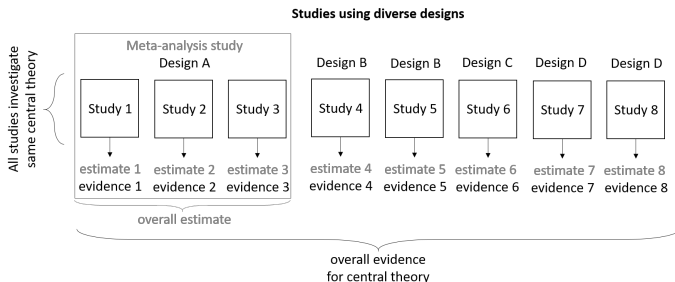 Studies using diverse designs
All studies investigate
same central theory
Meta-analysis study
Design A
Design B
Design B
Design C
Design D
Design D
Study 1
Study 2
Study 3
Study 4
Study 5
Study 6
Study 7
Study 8
estimate 1
evidence 1
estimate 2
evidence 2
estimate 3
evidence 3
estimate 4
evidence 4
estimate 5
evidence 5
estimate 6
evidence 6
estimate 7
evidence 7
estimate 8
evidence 8
overall estimate
overall evidence
for central theory